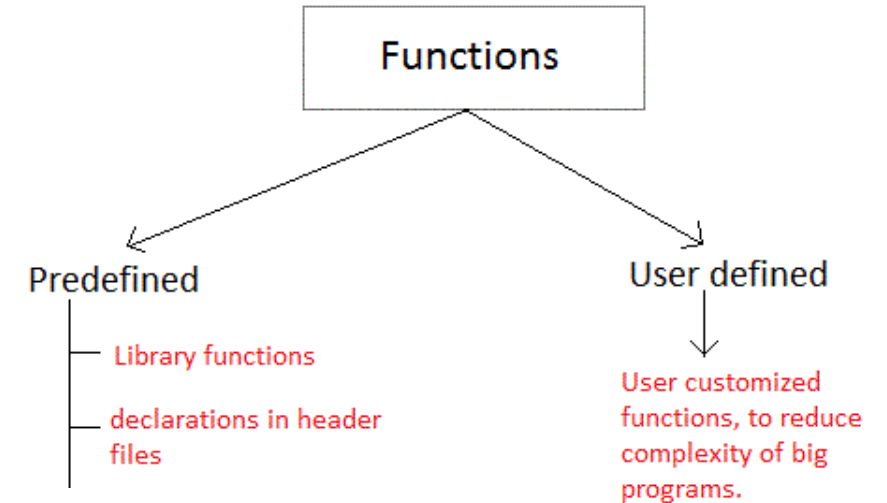 Functions
Predefined
Library functions
declarations in header
files
User defined
User customized
functions, to reduce
complexity of big
programs.